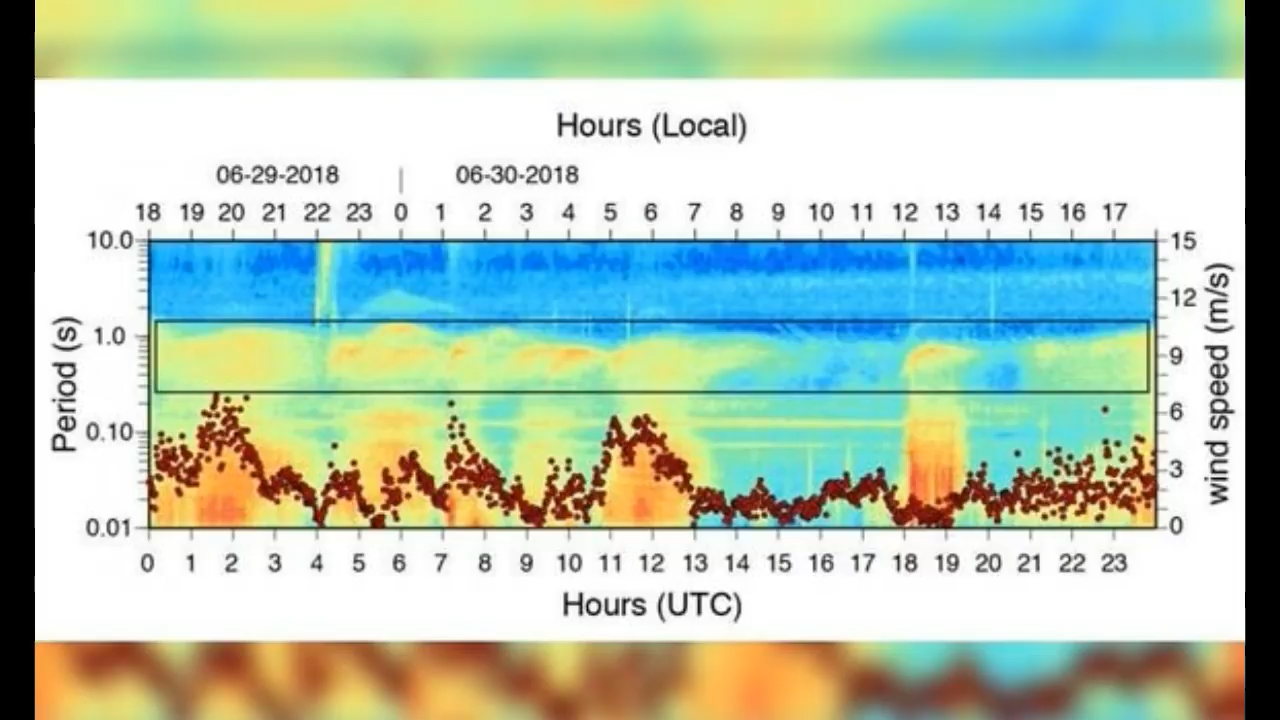 Hours (Local)
06-29-2018 | 06-30-2018
18 19 20 21 22 23 0 1 2 3 4 5 6 7 8 9 10 11 12 13 14 15 16 17
10.0
1.0
0.10
0.01
Period (s)
15
12
9
6
3
0
wind speed (m/s)
0 1 2 3 4 5 6 7 8 9 10 11 12 13 14 15 16 17 18 19 20 21 22 23
Hours (UTC)